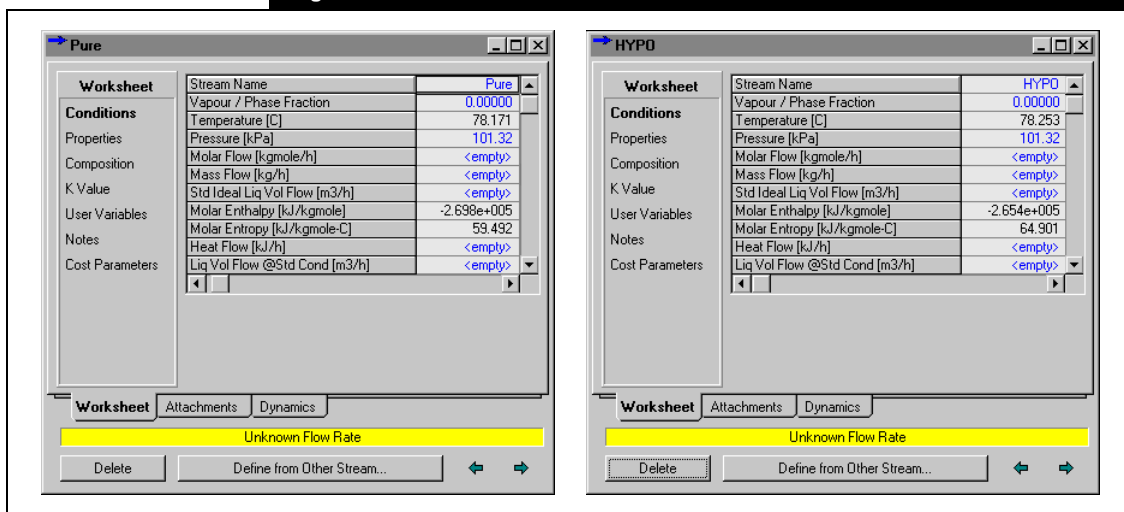 Pure
Worksheet
Conditions
Properties
Composition
K Value
User Variables
Notes
Cost Parameters
Stream Name Pure
Vapour / Phase Fraction 0.00000
Temperature [C] 78.171
Pressure [kPa] 101.32
Molar Flow [kgmole/h] <empty>
Mass Flow [kg/h] <empty>
Std Ideal Liq Vol Flow [m3/h] <empty>
Molar Enthalpy [kJ/kgmole] -2.698e+005
Molar Entropy [kJ/kgmole-C] 59.492
Heat Flow [kJ/h] <empty>
Liq Vol Flow @Std Cond [m3/h] <empty>
Worksheet Attachments Dynamics
Unknown Flow Rate
Delete Define from Other Stream...
HYPO
Worksheet
Conditions
Properties
Composition
K Value
User Variables
Notes
Cost Parameters
Stream Name HYPO
Vapour / Phase Fraction 0.00000
Temperature [C] 78.253
Pressure [kPa] 101.32
Molar Flow [kgmole/h] <empty>
Mass Flow [kg/h] <empty>
Std Ideal Liq Vol Flow [m3/h] <empty>
Molar Enthalpy [kJ/kgmole] -2.654e+005
Molar Entropy [kJ/kgmole-C] 64.901
Heat Flow [kJ/h] <empty>
Liq Vol Flow @Std Cond [m3/h] <empty>
Worksheet Attachments Dynamics
Unknown Flow Rate
Delete Define from Other Stream...